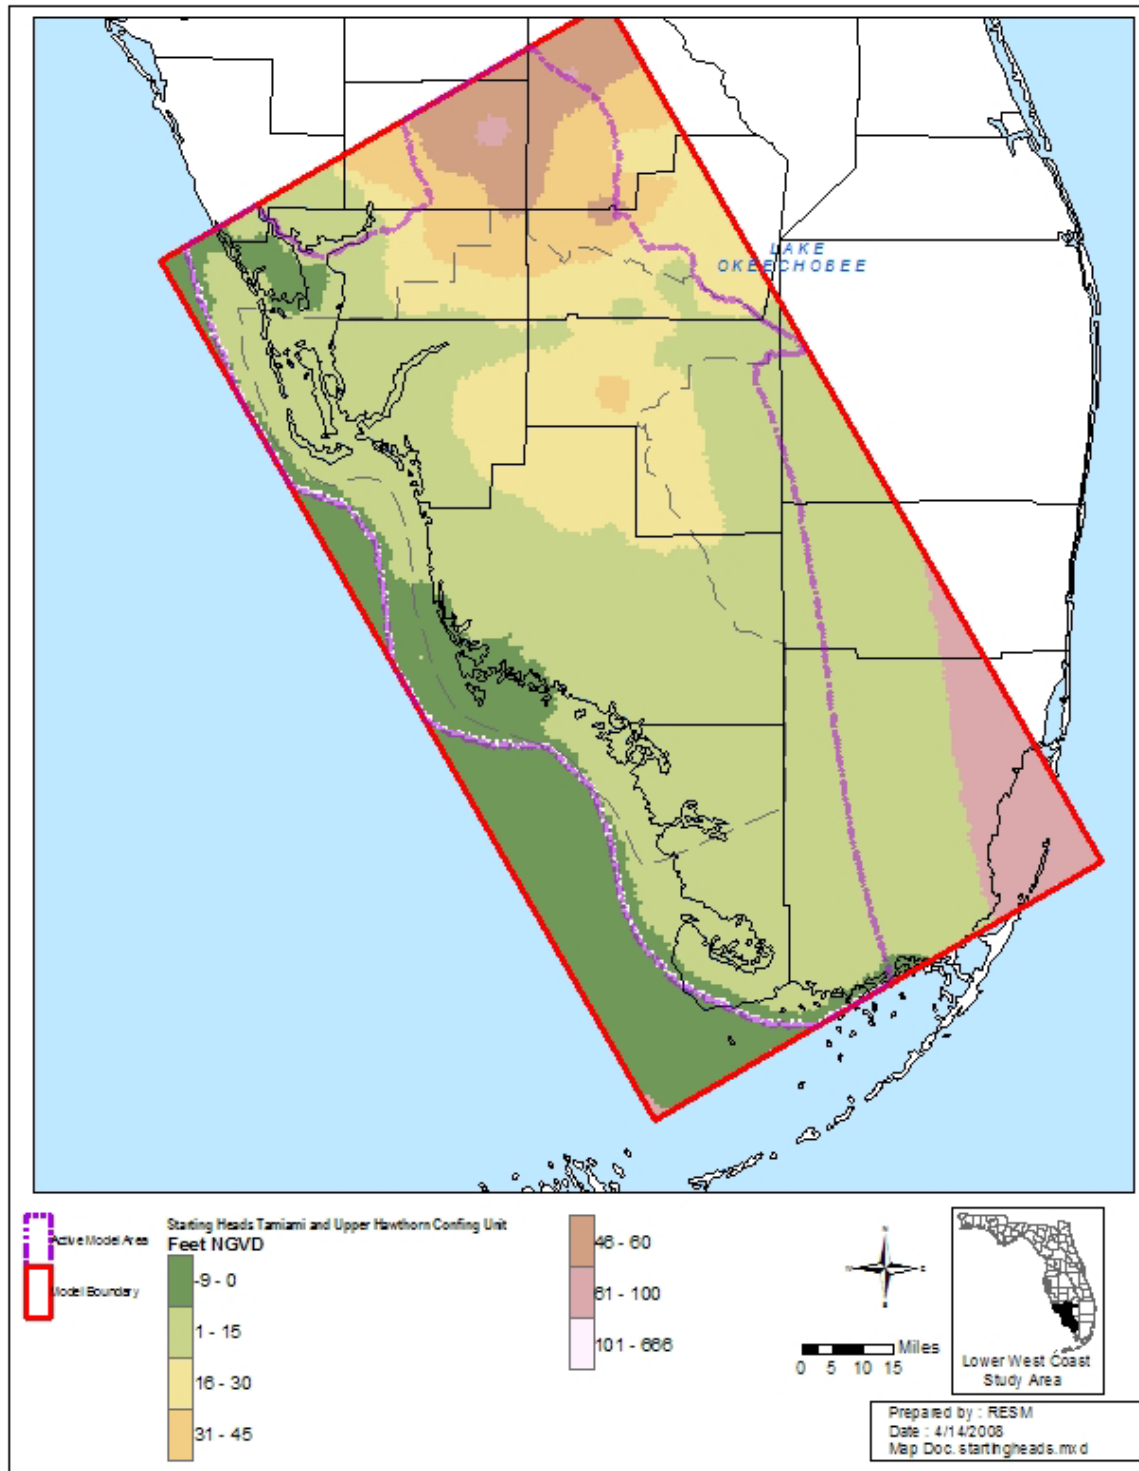 LAKE
OKEECHOBEE
Active Model Area
Model Boundary
Starting Heads Tamiami and Upper Hawthorn Confing Unit
Feet NGVD
-9 - 0
1 - 15
16 - 30
31 - 45
46 - 60
61 - 100
101 - 666
N
W
E
S
Miles
0 5 10 15
Lower West Coast
Study Area
Prepared by : RESM
Date : 4/14/2008
Map Doc. startingheads.mxd